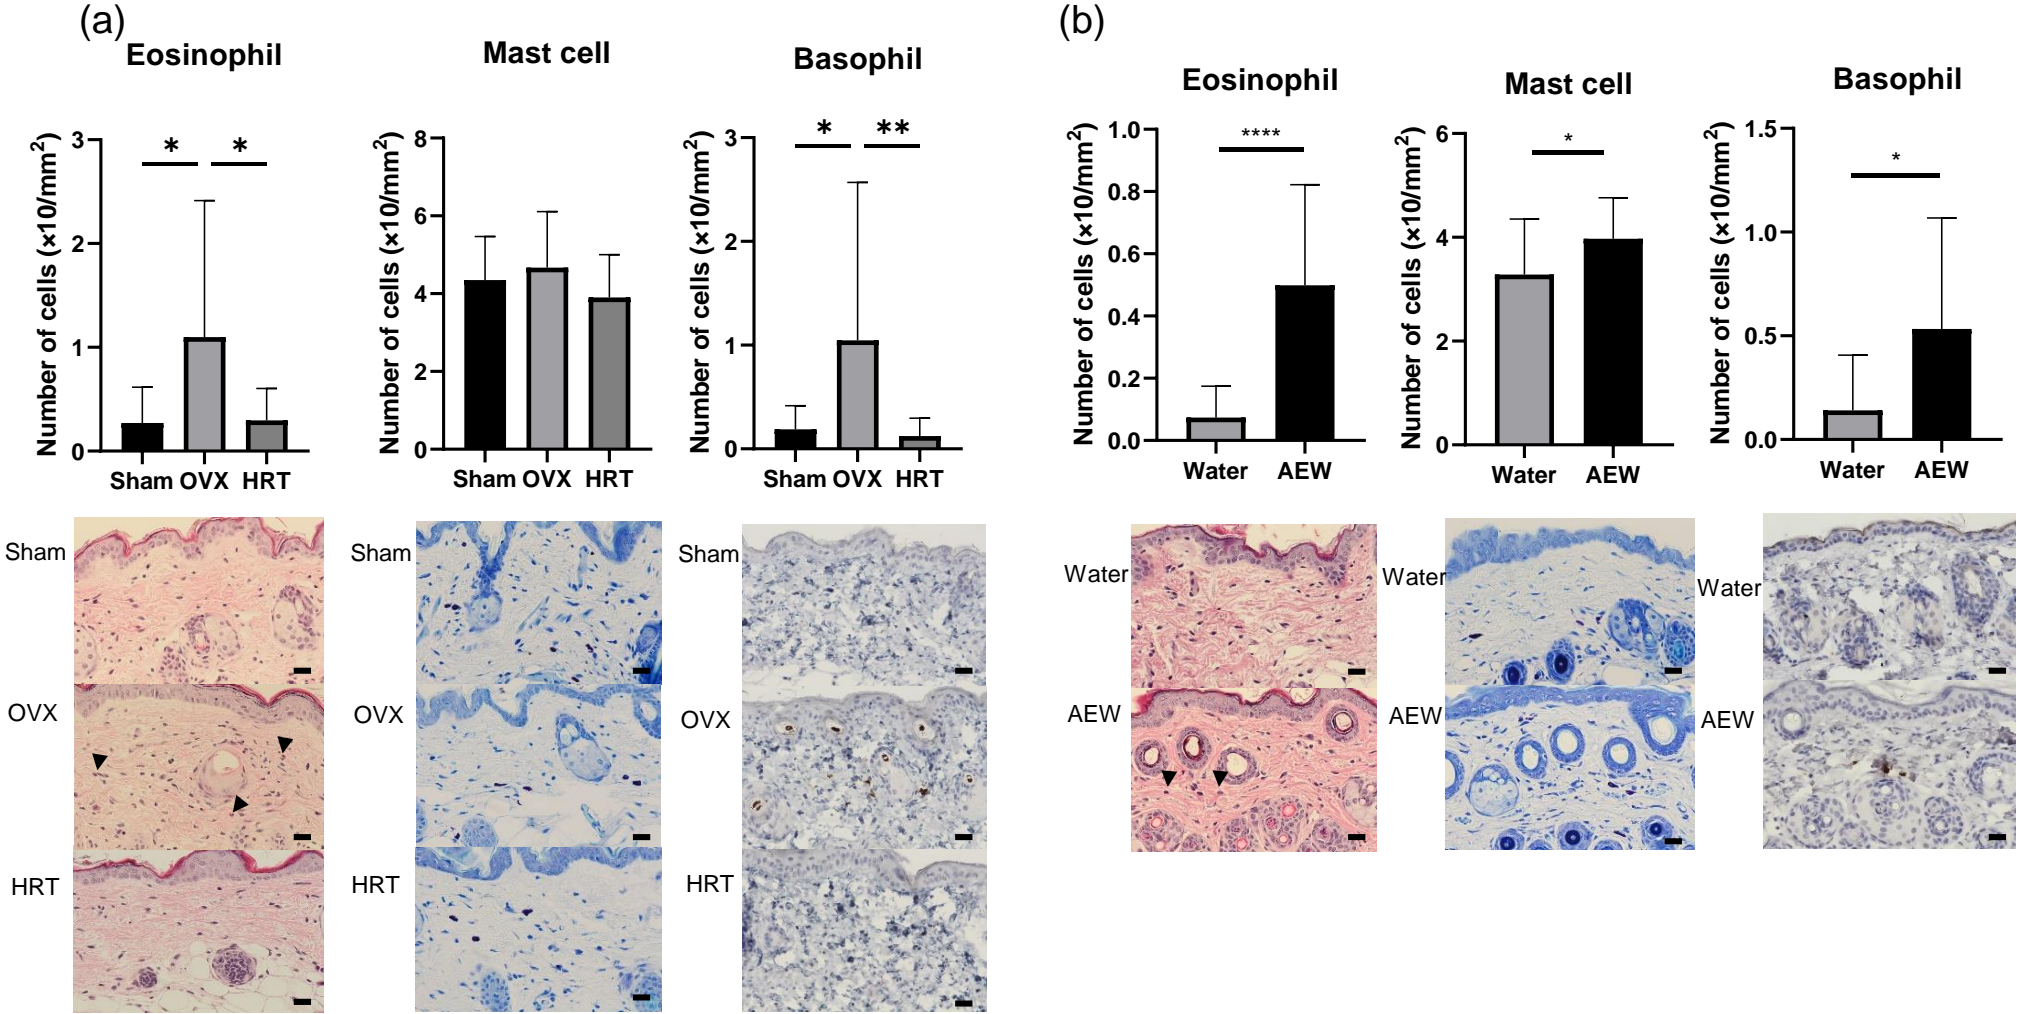 (a)
Eosinophil
Number of cells (×10/mm²)
3
2
1
0
*
*
Sham OVX HRT
Mast cell
Number of cells (×10/mm²)
8
6
4
2
0
Sham OVX HRT
Basophil
Number of cells (×10/mm²)
3
2
1
0
*
**
Sham OVX HRT
Sham
OVX
HRT
Sham
OVX
HRT
Sham
OVX
HRT
(b)
Eosinophil
Number of cells (×10/mm²)
1.0
0.8
0.6
0.4
0.2
0.0
****
Water AEW
Mast cell
Number of cells (×10/mm²)
6
4
2
0
*
Water AEW
Basophil
Number of cells (×10/mm²)
1.5
1.0
0.5
0.0
*
Water AEW
Water
AEW
Water
AEW
Water
AEW